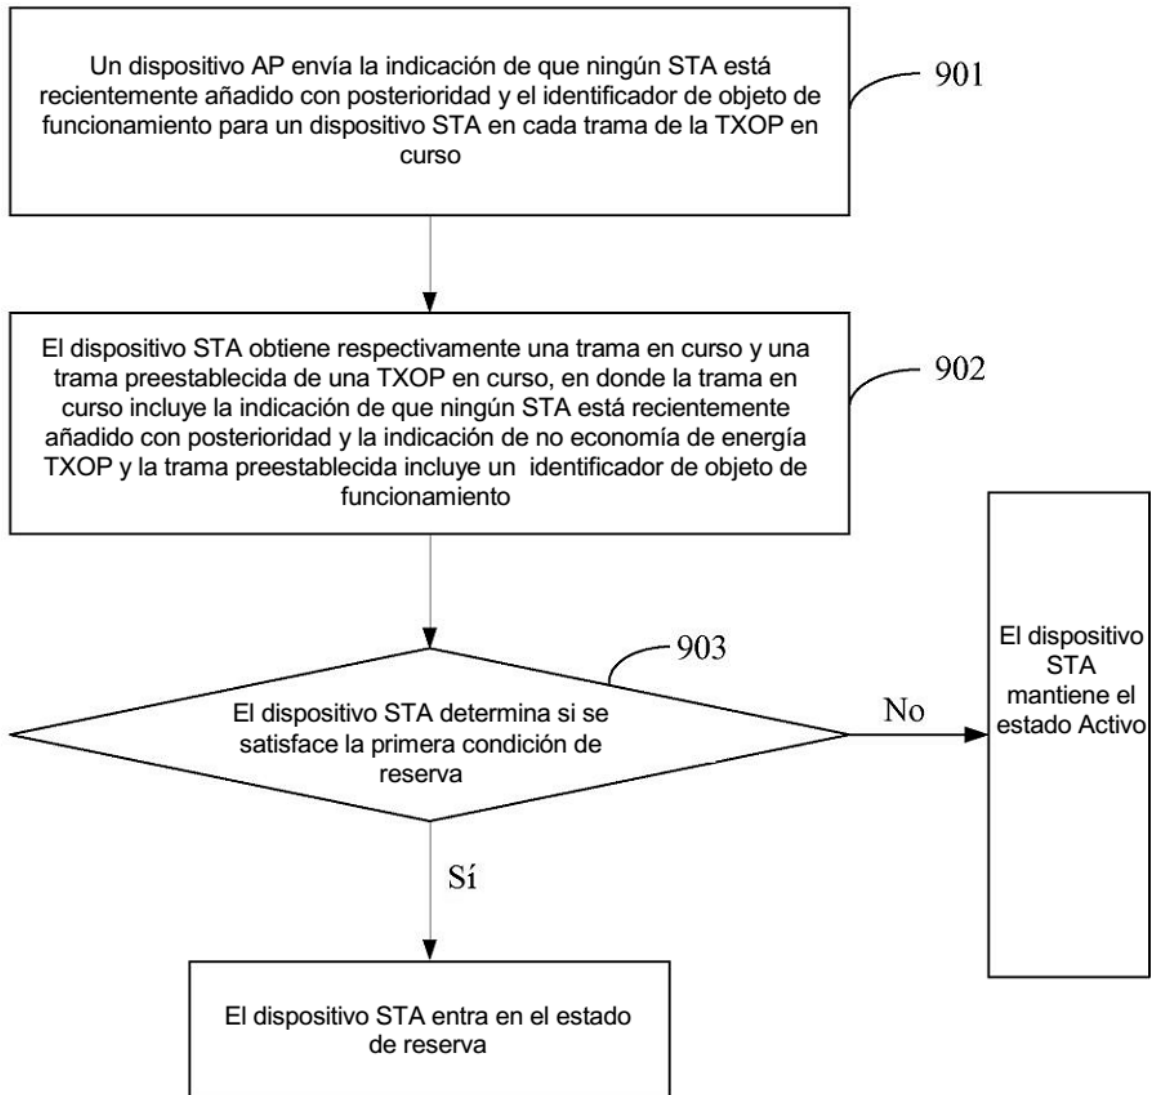 Un dispositivo AP envía la indicación de que ningún STA está
recientemente añadido con posterioridad y el identificador de objeto de
funcionamiento para un dispositivo STA en cada trama de la TXOP en
curso
901
El dispositivo STA obtiene respectivamente una trama en curso y una
trama preestablecida de una TXOP en curso, en donde la trama en
curso incluye la indicación de que ningún STA está recientemente
añadido con posterioridad y la indicación de no economía de energía
TXOP y la trama preestablecida incluye un identificador de objeto de
funcionamiento
902
El dispositivo STA determina si se
satisface la primera condición de
reserva
903
No
El dispositivo
STA
mantiene el
estado Activo
Sí
El dispositivo STA entra en el estado
de reserva